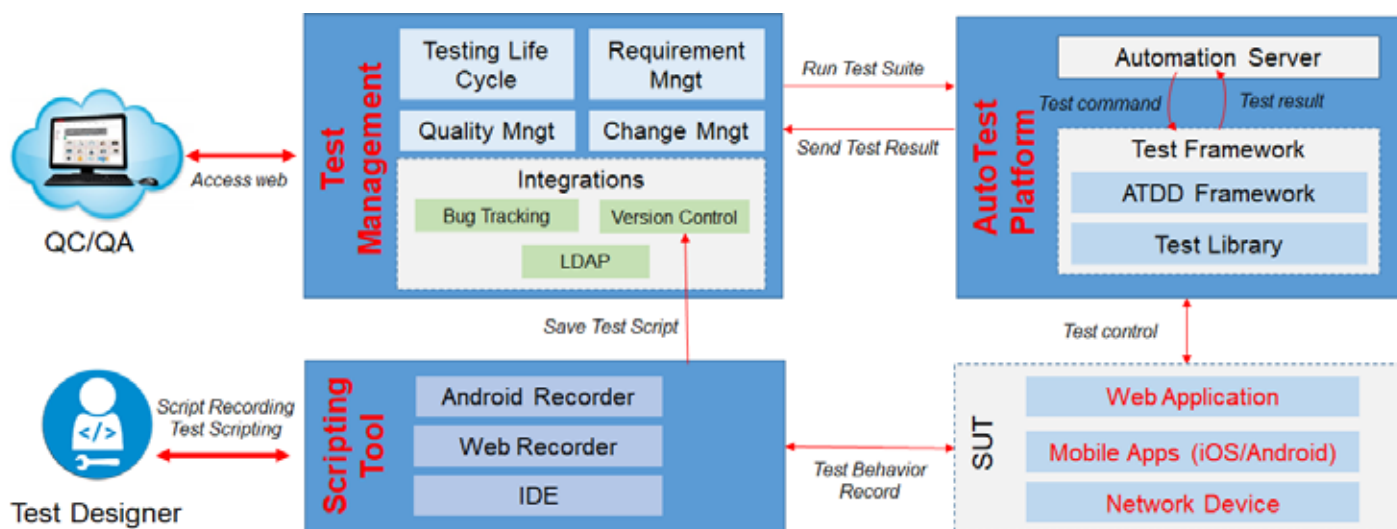 Test
Management
Testing Life
Cycle
Requirement
Mngt
Quality Mngt
Change Mngt
Integrations
Bug Tracking
Version Control
LDAP
Run Test Suite
Send Test Result
AutoTest
Platform
Automation Server
Test command
Test result
Test Framework
ATDD Framework
Test Library
Access web
QC/QA
Save Test Script
Test control
Script Recording
Test Scripting
Test Designer
Scripting
Tool
Android Recorder
Web Recorder
IDE
Test Behavior
Record
SUT
Web Application
Mobile Apps (iOS/Android)
Network Device